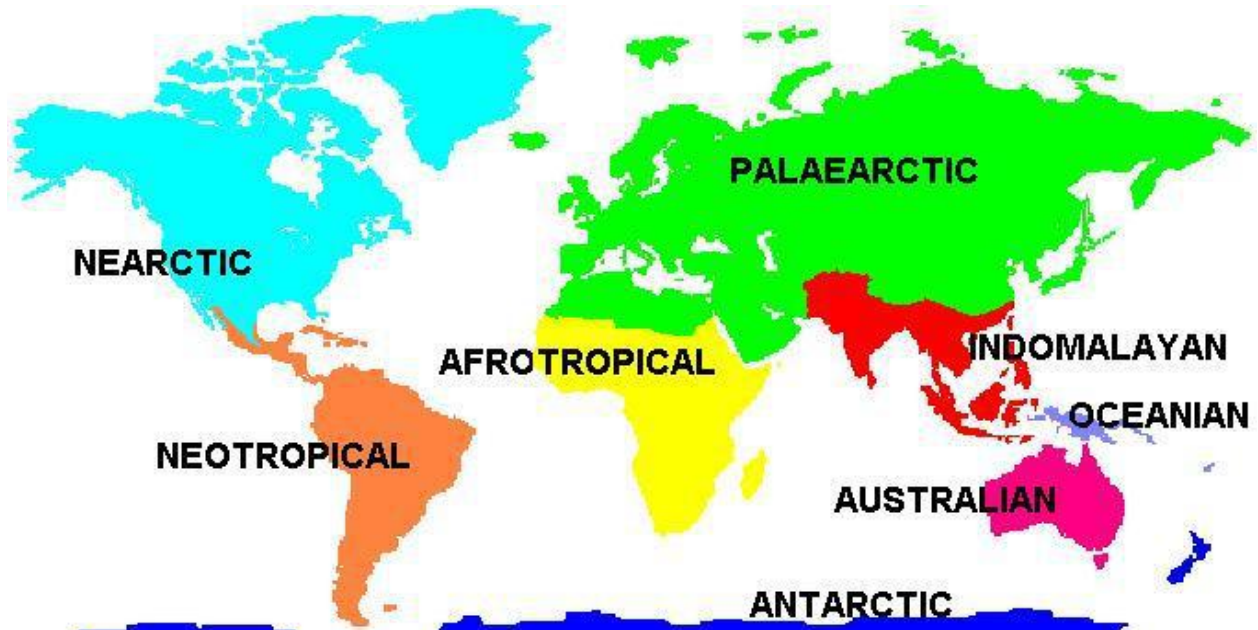 PALAEARCTIC
NEARCTIC
INDOMALAYAN
AFROTROPICAL
OCEANIAN
NEOTROPICAL
AUSTRALIAN
ANTARCTIC